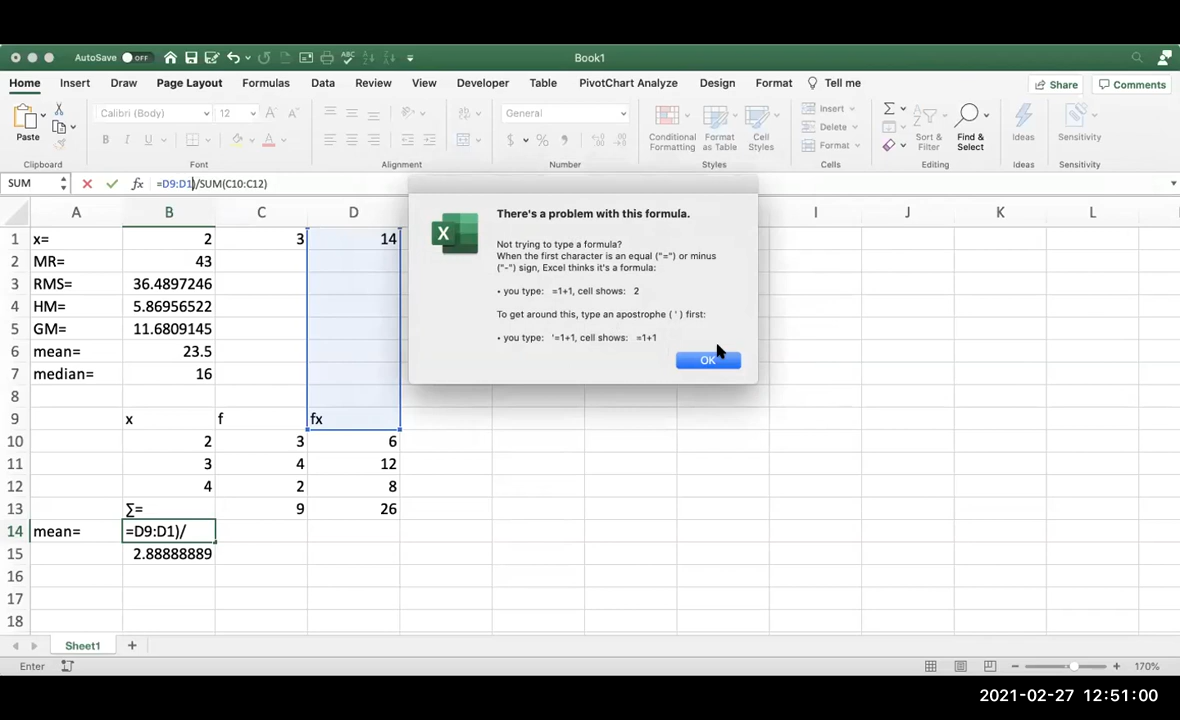 AutoSave OFF ABC Book1
Home Insert Draw Page Layout Formulas Data Review View Developer Table PivotChart Analyze Design Format Tell me Share Comments
Paste Calibri (Body) 12 A A General Conditional Formatting Format as Table Cell Styles Insert Delete Format Sort & Filter Find & Select Ideas Sensitivity
B I U A $ % ,
Clipboard Font Alignment Number Styles Cells Editing Ideas Sensitivity
SUM fx =D9:D1)/SUM(C10:C12)
A B C D I J K L
1 x= 2 3 14
2 MR= 43
3 RMS= 36.4897246
4 HM= 5.86956522
5 GM= 11.6809145
6 mean= 23.5
7 median= 16
8
9 x f fx
10 2 3 6
11 3 4 12
12 4 2 8
13 ∑= 9 26
14 mean= =D9:D1)/
15 2.88888889
16
17
18
There's a problem with this formula.
Not trying to type a formula?
When the first character is an equal ("=") or minus
("-") sign, Excel thinks it's a formula:
• you type: =1+1, cell shows: 2
To get around this, type an apostrophe ( ' ) first:
• you type: '=1+1, cell shows: =1+1
OK
Sheet1 +
Enter 170%
2021-02-27 12:51:00